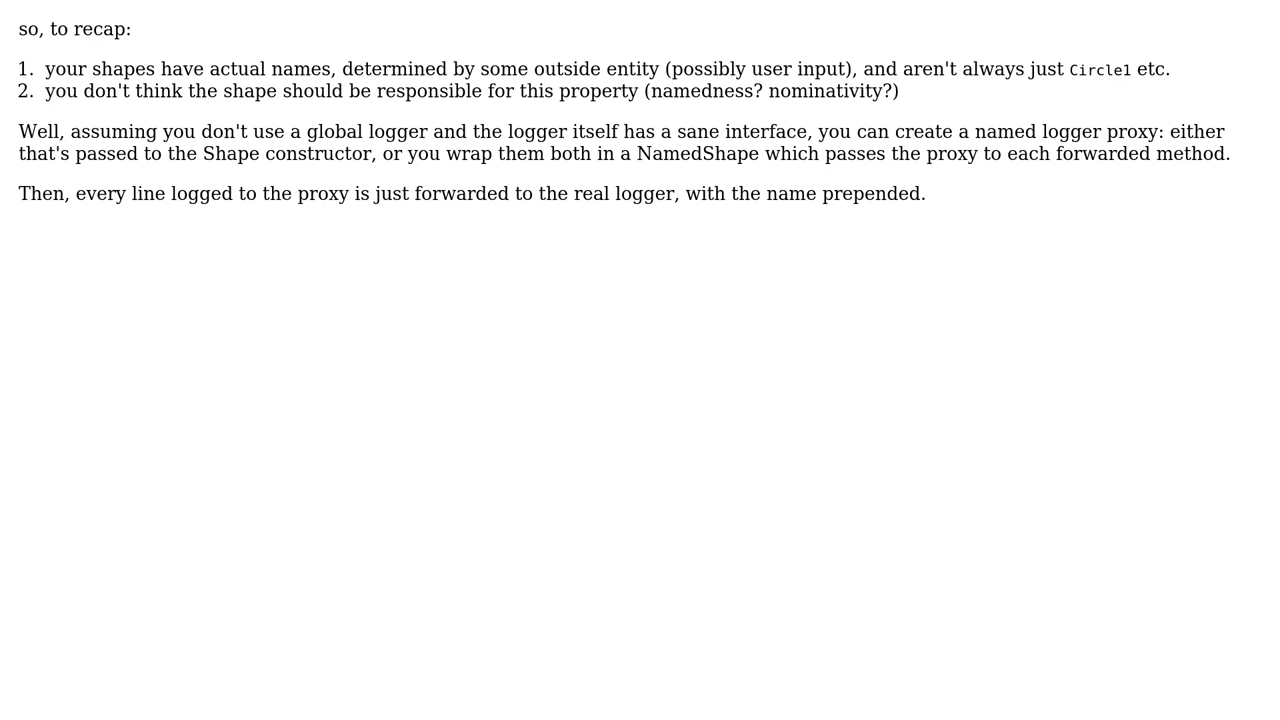 so, to recap:
1. your shapes have actual names, determined by some outside entity (possibly user input), and aren't always just Circle1 etc.
2. you don't think the shape should be responsible for this property (namedness? nominativity?)
Well, assuming you don't use a global logger and the logger itself has a sane interface, you can create a named logger proxy: either
that's passed to the Shape constructor, or you wrap them both in a NamedShape which passes the proxy to each forwarded method.
Then, every line logged to the proxy is just forwarded to the real logger, with the name prepended.